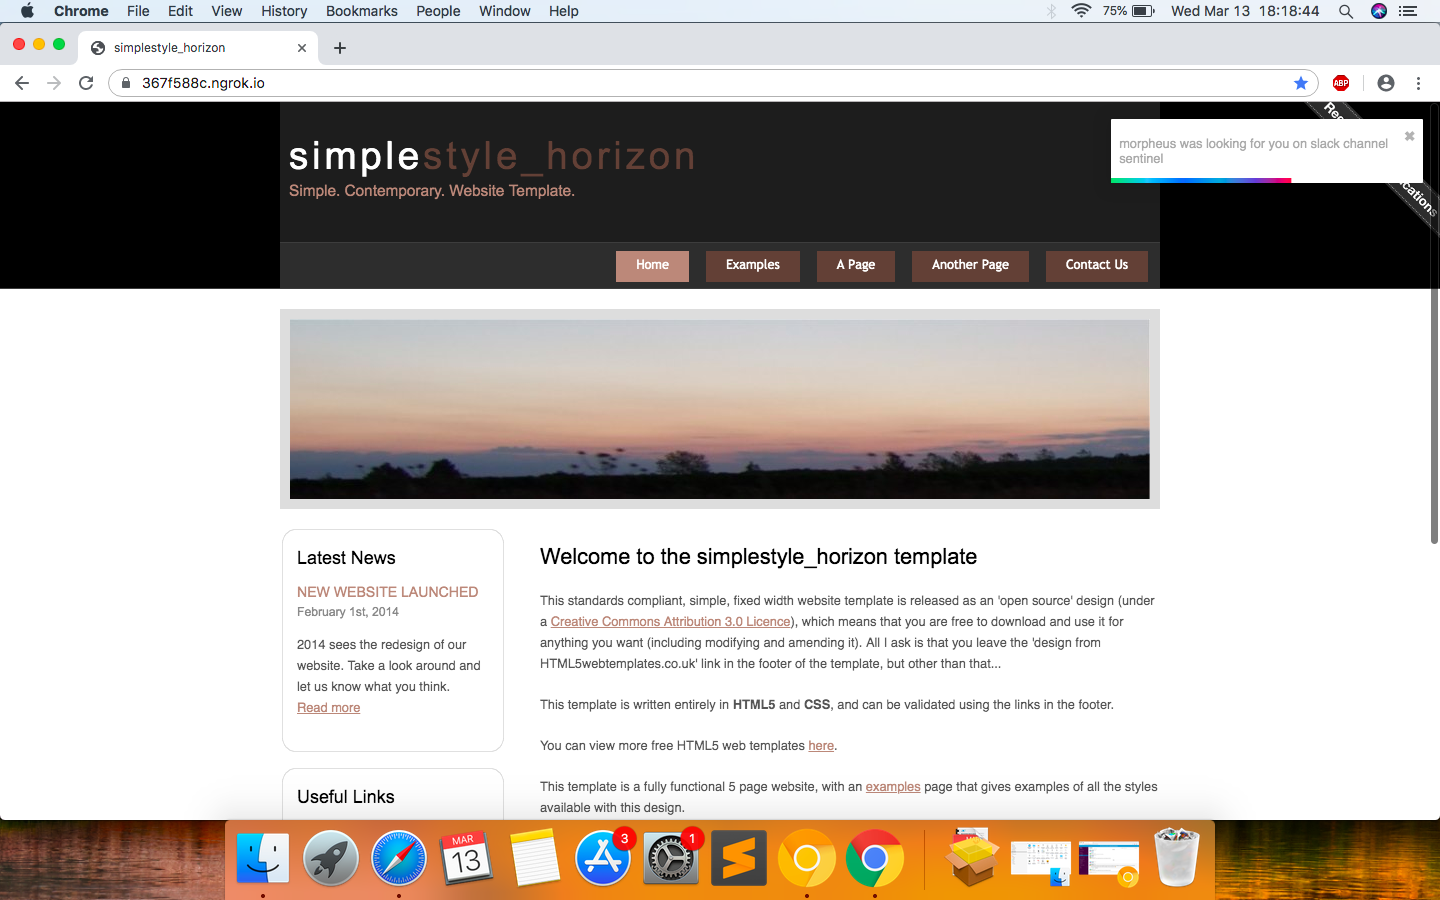 Chrome File Edit View History Bookmarks People Window Help 75% Wed Mar 13 18:18:44
simplestyle_horizon
367f588c.ngrok.io
ABP
simplestyle_horizon
Simple. Contemporary. Website Template.
morpheus was looking for you on slack channel
sentinel
Home Examples A Page Another Page Contact Us
Latest News
NEW WEBSITE LAUNCHED
February 1st, 2014
2014 sees the redesign of our
website. Take a look around and
let us know what you think.
Read more
Useful Links
Welcome to the simplestyle_horizon template
This standards compliant, simple, fixed width website template is released as an 'open source' design (under
a Creative Commons Attribution 3.0 Licence), which means that you are free to download and use it for
anything you want (including modifying and amending it). All I ask is that you leave the 'design from
HTML5webtemplates.co.uk' link in the footer of the template, but other than that...
This template is written entirely in HTML5 and CSS, and can be validated using the links in the footer.
You can view more free HTML5 web templates here.
This template is a fully functional 5 page website, with an examples page that gives examples of all the styles
available with this design.
MAR
13
3
1